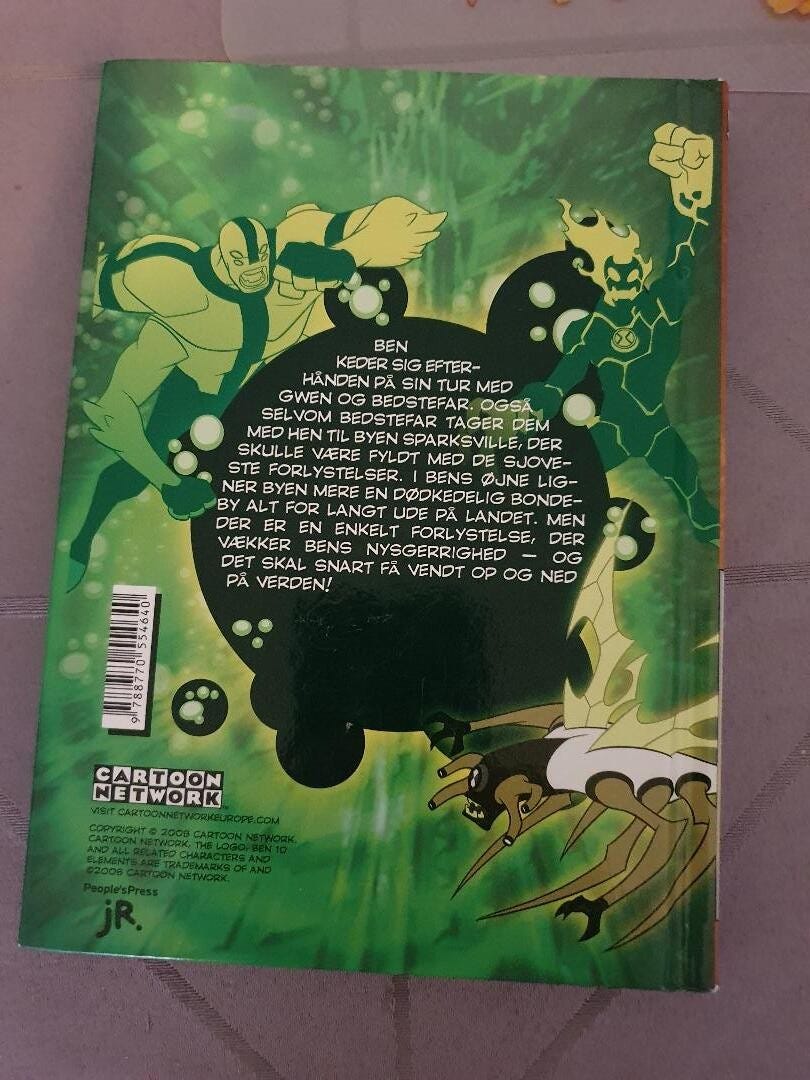 BEN
KEDER SIG EFTER-
HÅNDEN PÅ SIN TUR MED
GWEN OG BEDSTEFAR. OGSÅ
SELVOM BEDSTEFAR TAGER DEM
MED HEN TIL BYEN SPARKSVILLE, DER
SKULLE VÆRE FYLDT MED DE SJOVE-
STE FORLYSTELSER. I BENS ØJNE LIG-
NER BYEN MERE EN DØDKEDELIG BONDE-
BY ALT FOR LANGT UDE PÅ LANDET. MEN
DER ER EN ENKELT FORLYSTELSE, DER
VÆKKER BENS NYSGERRIGHED – OG
DET SKAL SNART FÅ VENDT OP OG NED
PÅ VERDEN!
9 788770 554640
CARTOON
NETWORK™
VISIT CARTOONNETWORKEUROPE.COM
COPYRIGHT © 2008 CARTOON NETWORK.
CARTOON NETWORK, THE LOGO, BEN 10
AND ALL RELATED CHARACTERS AND
ELEMENTS ARE TRADEMARKS OF AND
©2008 CARTOON NETWORK.
People'sPress
jR.